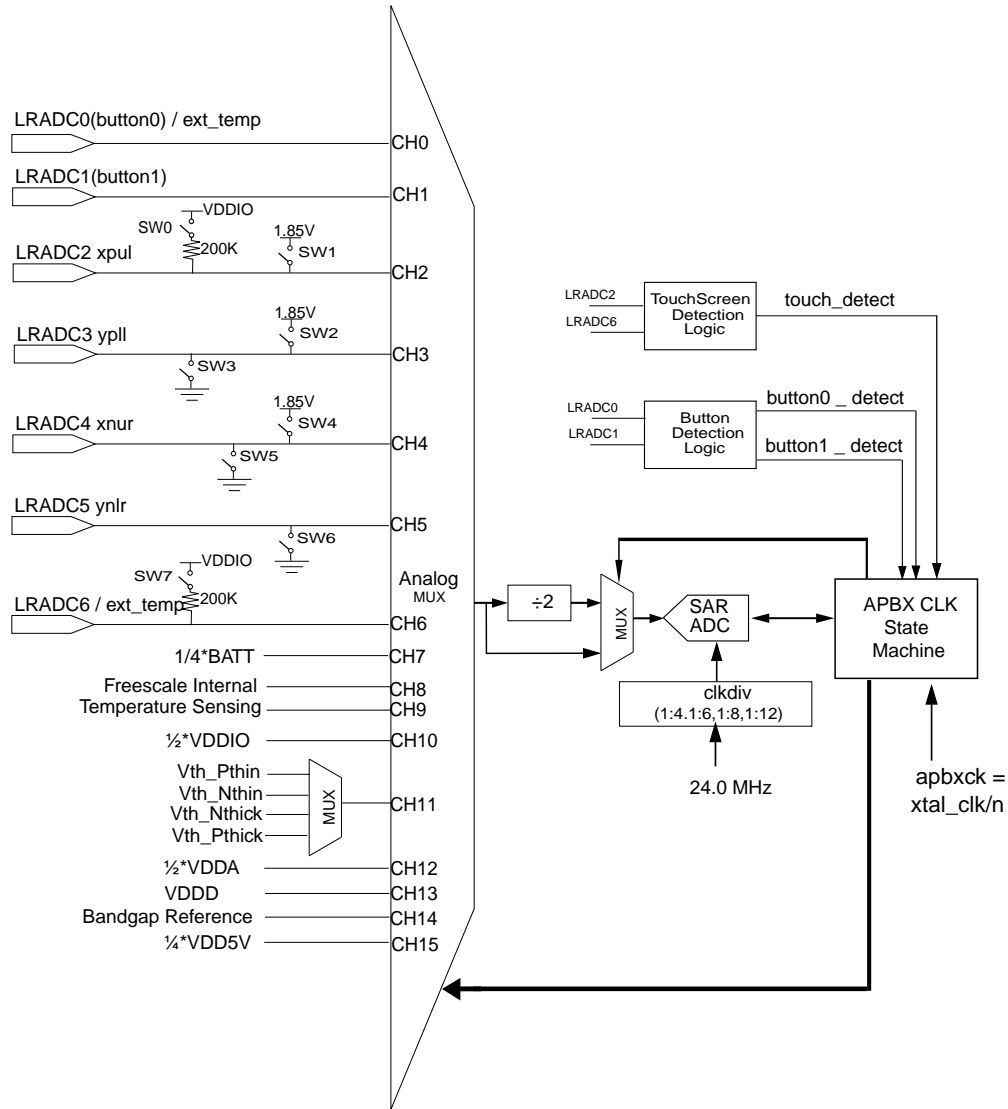 LRADC0(button0) / ext_temp
CH0
LRADC1(button1)
CH1
VDDIO
SW0
200K
1.85V
SW1
LRADC2 xpul
CH2
1.85V
SW2
LRADC3 ypll
CH3
SW3
1.85V
SW4
LRADC4 xnur
CH4
SW5
LRADC5 ynlr
CH5
SW6
VDDIO
SW7
200K
LRADC6 / ext_temp
CH6
Analog
MUX
1/4*BATT
CH7
Freescale Internal
CH8
Temperature Sensing
CH9
½*VDDIO
CH10
Vth_Pthin
Vth_Nthin
Vth_Nthick
Vth_Pthick
MUX
CH11
½*VDDA
CH12
VDDD
CH13
Bandgap Reference
CH14
¼*VDD5V
CH15
LRADC2
LRADC6
TouchScreen
Detection
Logic
touch_detect
LRADC0
LRADC1
Button
Detection
Logic
button0 _ detect
button1 _ detect
÷2
MUX
SAR
ADC
APBX CLK
State
Machine
clkdiv
(1:4.1:6,1:8,1:12)
24.0 MHz
apbxck =
xtal_clk/n